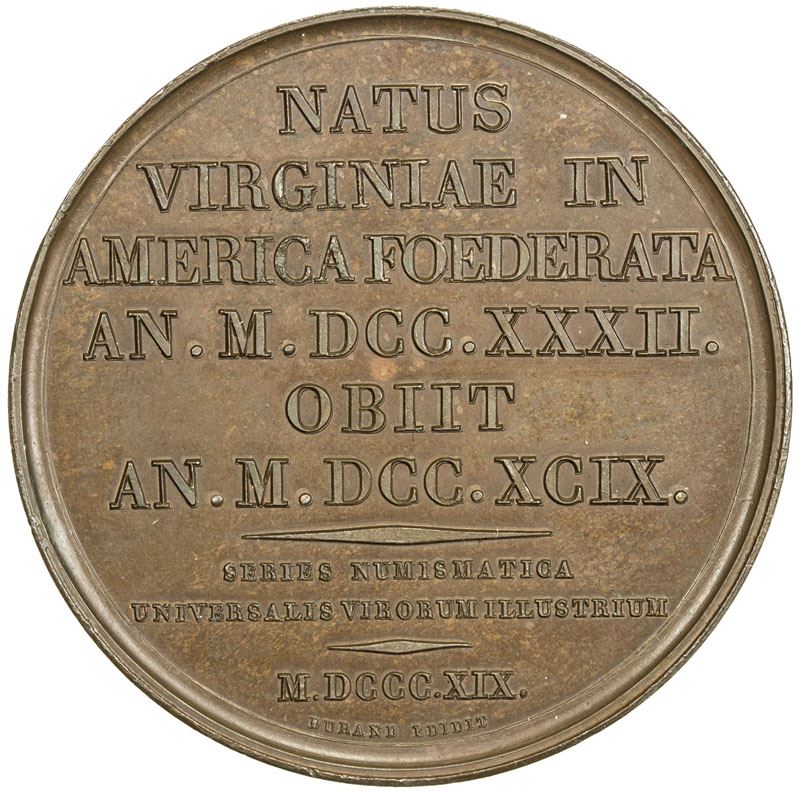 NATUS
VIRGINIAE IN
AMERICA FOEDERATA
AN. M. DCC. XXXII.
OBIIT
AN. M. DCC. XCIX.
SERIES NUMISMATICA
UNIVERSALIS VIRORUM ILLUSTRIUM
M. DCCC. XIX.
DURAND EDIDIT